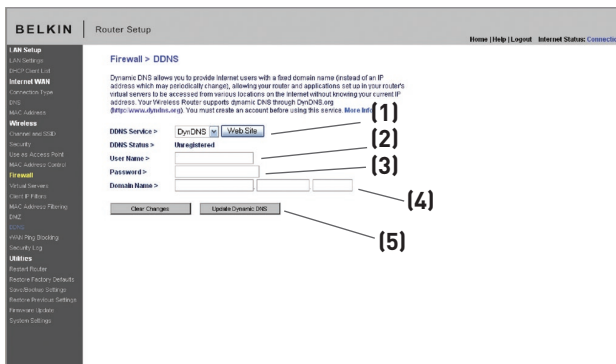 BELKIN
Router Setup
Home | Help | Logout Internet Status: Connectio
LAN Setup
LAN Settings
DHCP Client List
Internet WAN
Connection Type
DNS
MAC Address
Wireless
Channel and SSID
Security
Use as Access Point
MAC Address Control
Firewall
Virtual Servers
Client IP Filters
MAC Address Filtering
DMZ
DDNS
WAN Ping Blocking
Security Log
Utilities
Restart Router
Restore Factory Defaults
Save/Backup Settings
Restore Previous Settings
Firmware Update
System Settings
Firewall > DDNS
Dynamic DNS allows you to provide Internet users with a fixed domain name (instead of an IP
address which may periodically change), allowing your router and applications set up in your router's
virtual servers to be accessed from various locations on the Internet without knowing your current IP
address. Your Wireless Router supports dynamic DNS through DynDNS.org
(http://www.dyndns.org). You must create an account before using this service. More Info
DDNS Service > DynDNS Web Site (1)
DDNS Status > Unregistered
User Name > (2)
Password > (3)
Domain Name > . . (4)
Clear Changes Update Dynamic DNS (5)